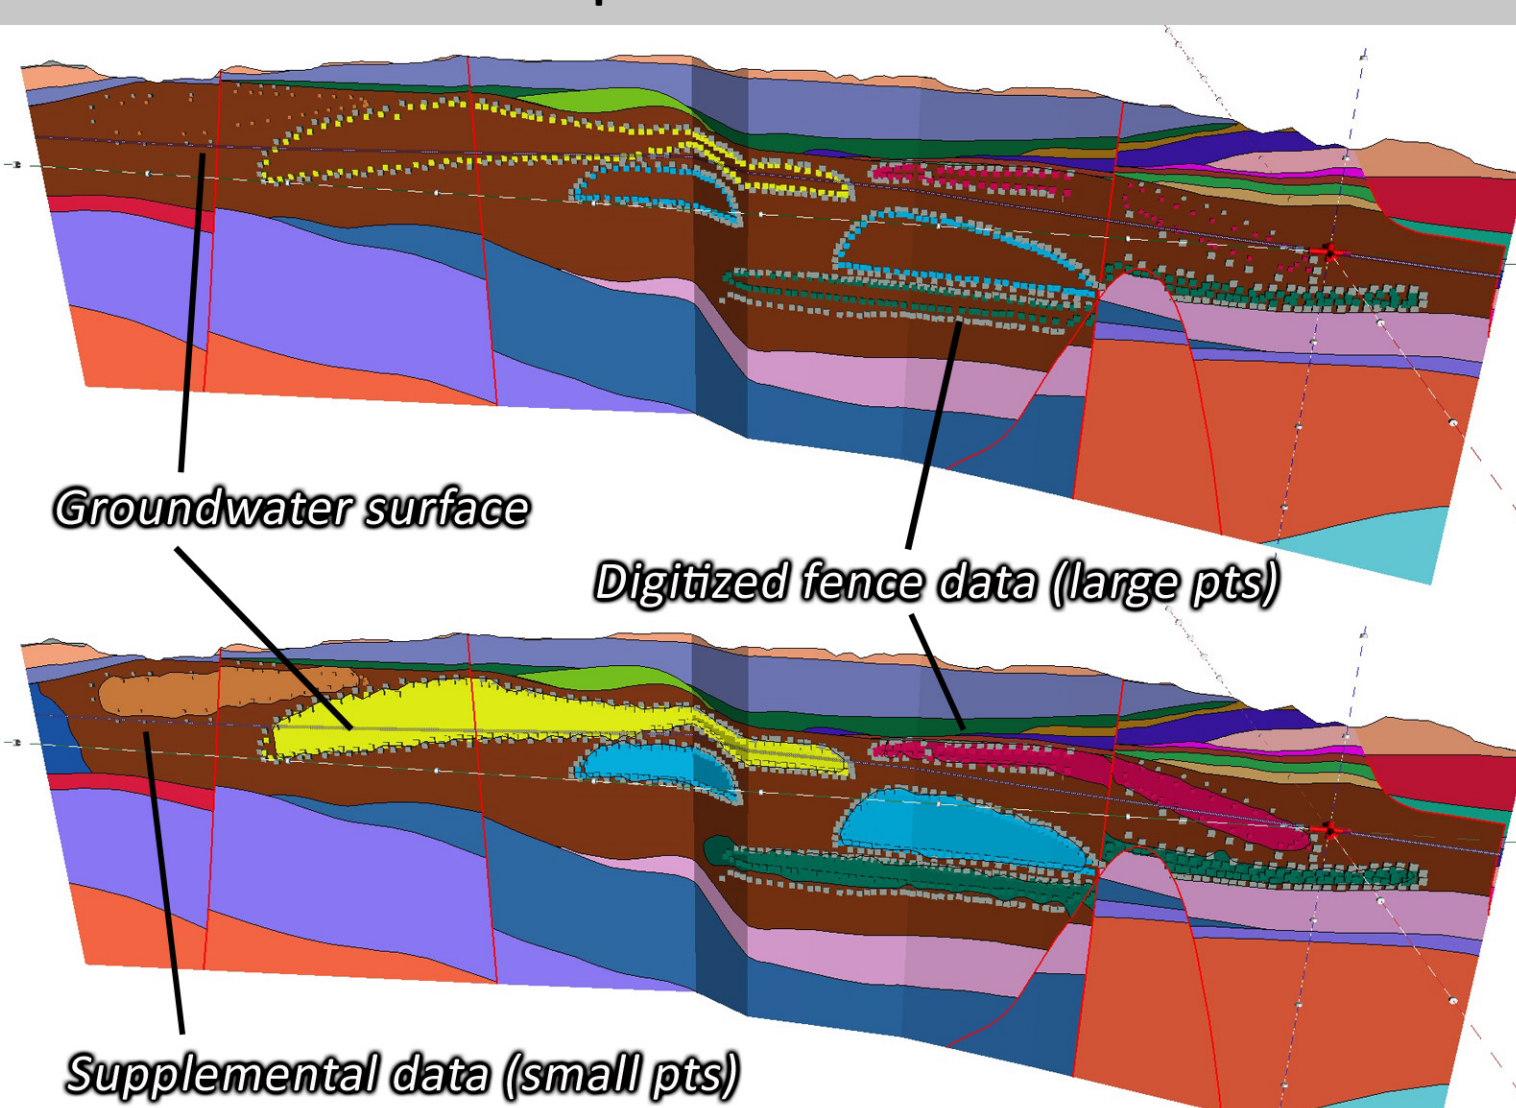 Groundwater surface
Digitized fence data (large pts)
Supplemental data (small pts)